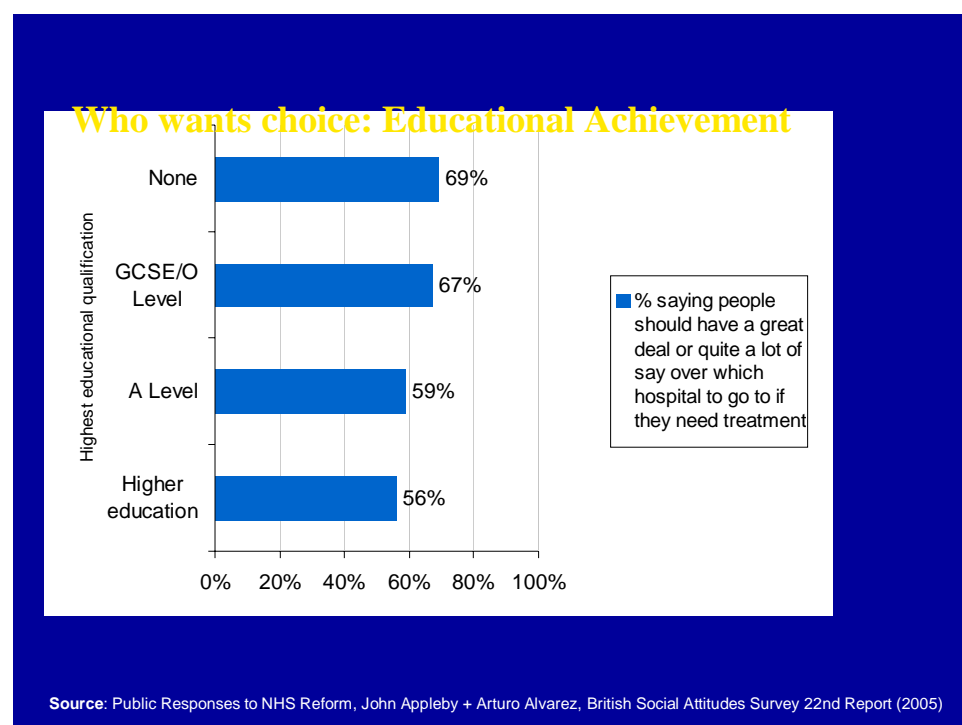 Who wants choice: Educational Achievement
Highest educational qualification
None
69%
GCSE/O
Level
67%
A Level
59%
Higher
education
56%
0% 20% 40% 60% 80% 100%
% saying people
should have a great
deal or quite a lot of
say over which
hospital to go to if
they need treatment
Source: Public Responses to NHS Reform, John Appleby + Arturo Alvarez, British Social Attitudes Survey 22nd Report (2005)